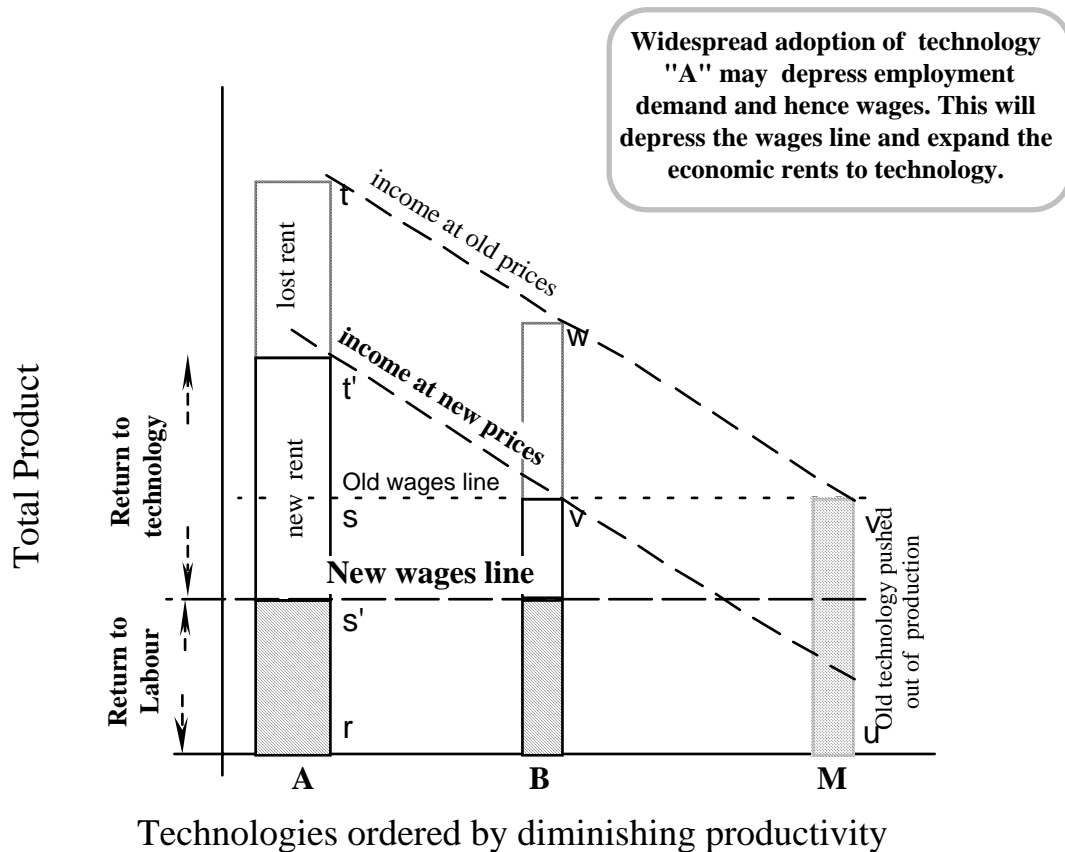 Widespread adoption of technology
"A" may depress employment
demand and hence wages. This will
depress the wages line and expand the
economic rents to technology.
Total Product
t
income at old prices
lost rent
w
income at new prices
t'
Return to
technology
new rent
Old wages line
s
v
v
New wages line
s'
Return to
Labour
Old technology pushed
out of production
r
u
A
B
M
Technologies ordered by diminishing productivity